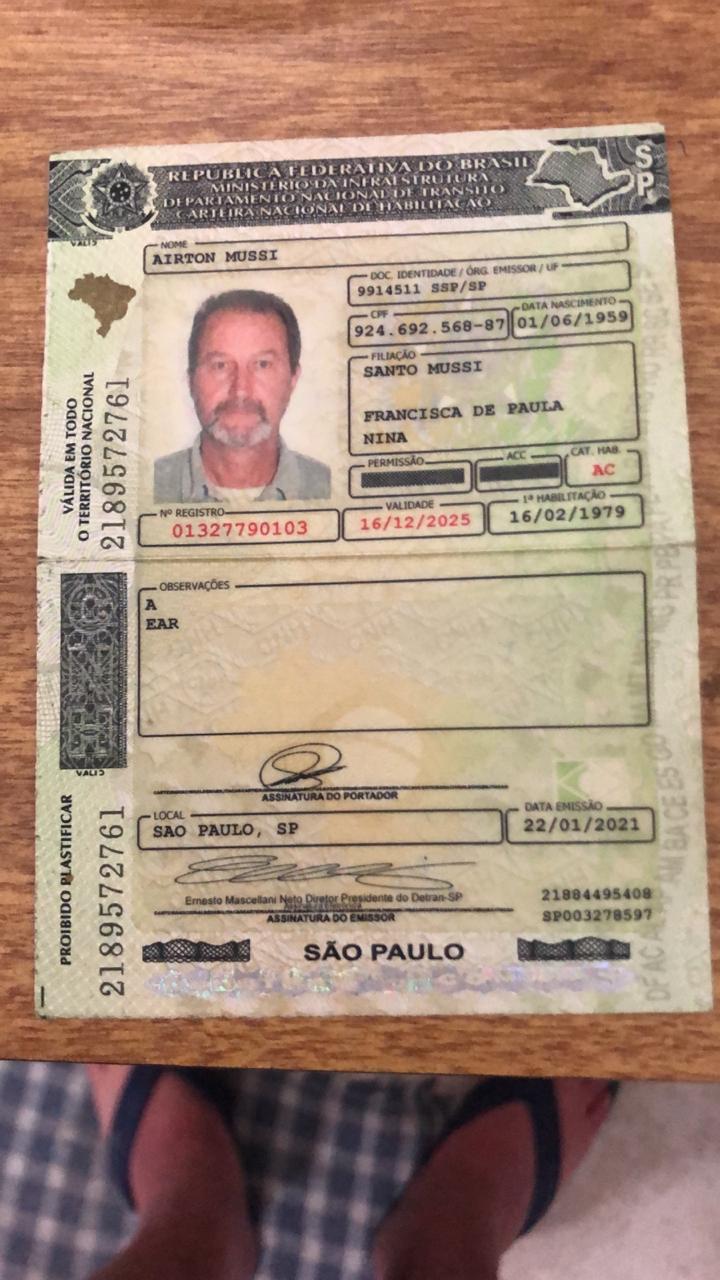 REPÚBLICA FEDERATIVA DO BRASIL
MINISTÉRIO DA INFRAESTRUTURA
DEPARTAMENTO NACIONAL DE TRÂNSITO
CARTEIRA NACIONAL DE HABILITAÇÃO
SP
NOME
AIRTON MUSSI
DOC. IDENTIDADE / ÓRG. EMISSOR / UF
9914511 SSP/SP
CPF
924.692.568-87
DATA NASCIMENTO
01/06/1959
FILIAÇÃO
SANTO MUSSI
FRANCISCA DE PAULA
NINA
PERMISSÃO
ACC
CAT. HAB.
AC
Nº REGISTRO
01327790103
VALIDADE
16/12/2025
1ª HABILITAÇÃO
16/02/1979
VÁLIDA EM TODO
O TERRITÓRIO NACIONAL
2189572761
OBSERVAÇÕES
A
EAR
ASSINATURA DO PORTADOR
LOCAL
SAO PAULO, SP
DATA EMISSÃO
22/01/2021
Ernesto Mascellani Neto Diretor Presidente do Detran-SP
ASSINATURA DO EMISSOR
21884495408
SP003278597
PROIBIDO PLASTIFICAR
2189572761
SÃO PAULO